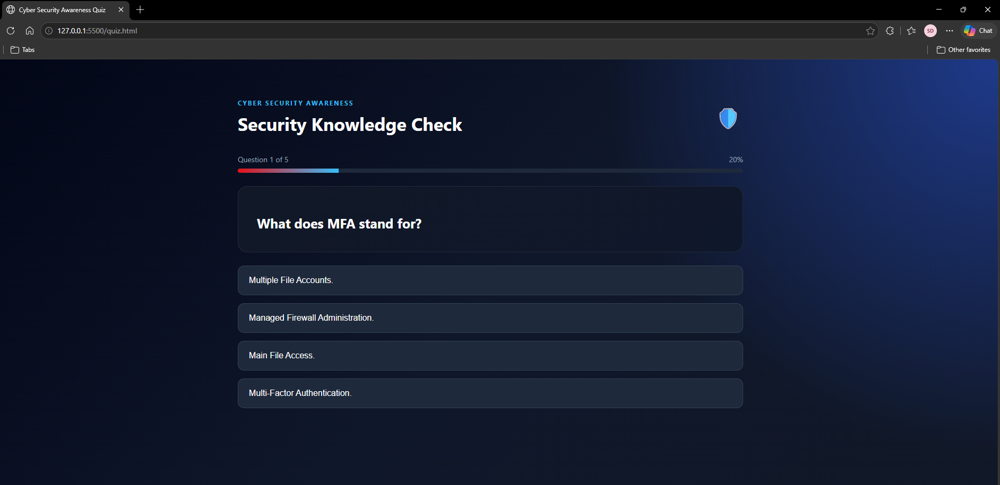 Cyber Security Awareness Quiz
127.0.0.1:5500/quiz.html
SD
Chat
Tabs
Other favorites
CYBER SECURITY AWARENESS
Security Knowledge Check
Question 1 of 5
20%
What does MFA stand for?
Multiple File Accounts.
Managed Firewall Administration.
Main File Access.
Multi-Factor Authentication.